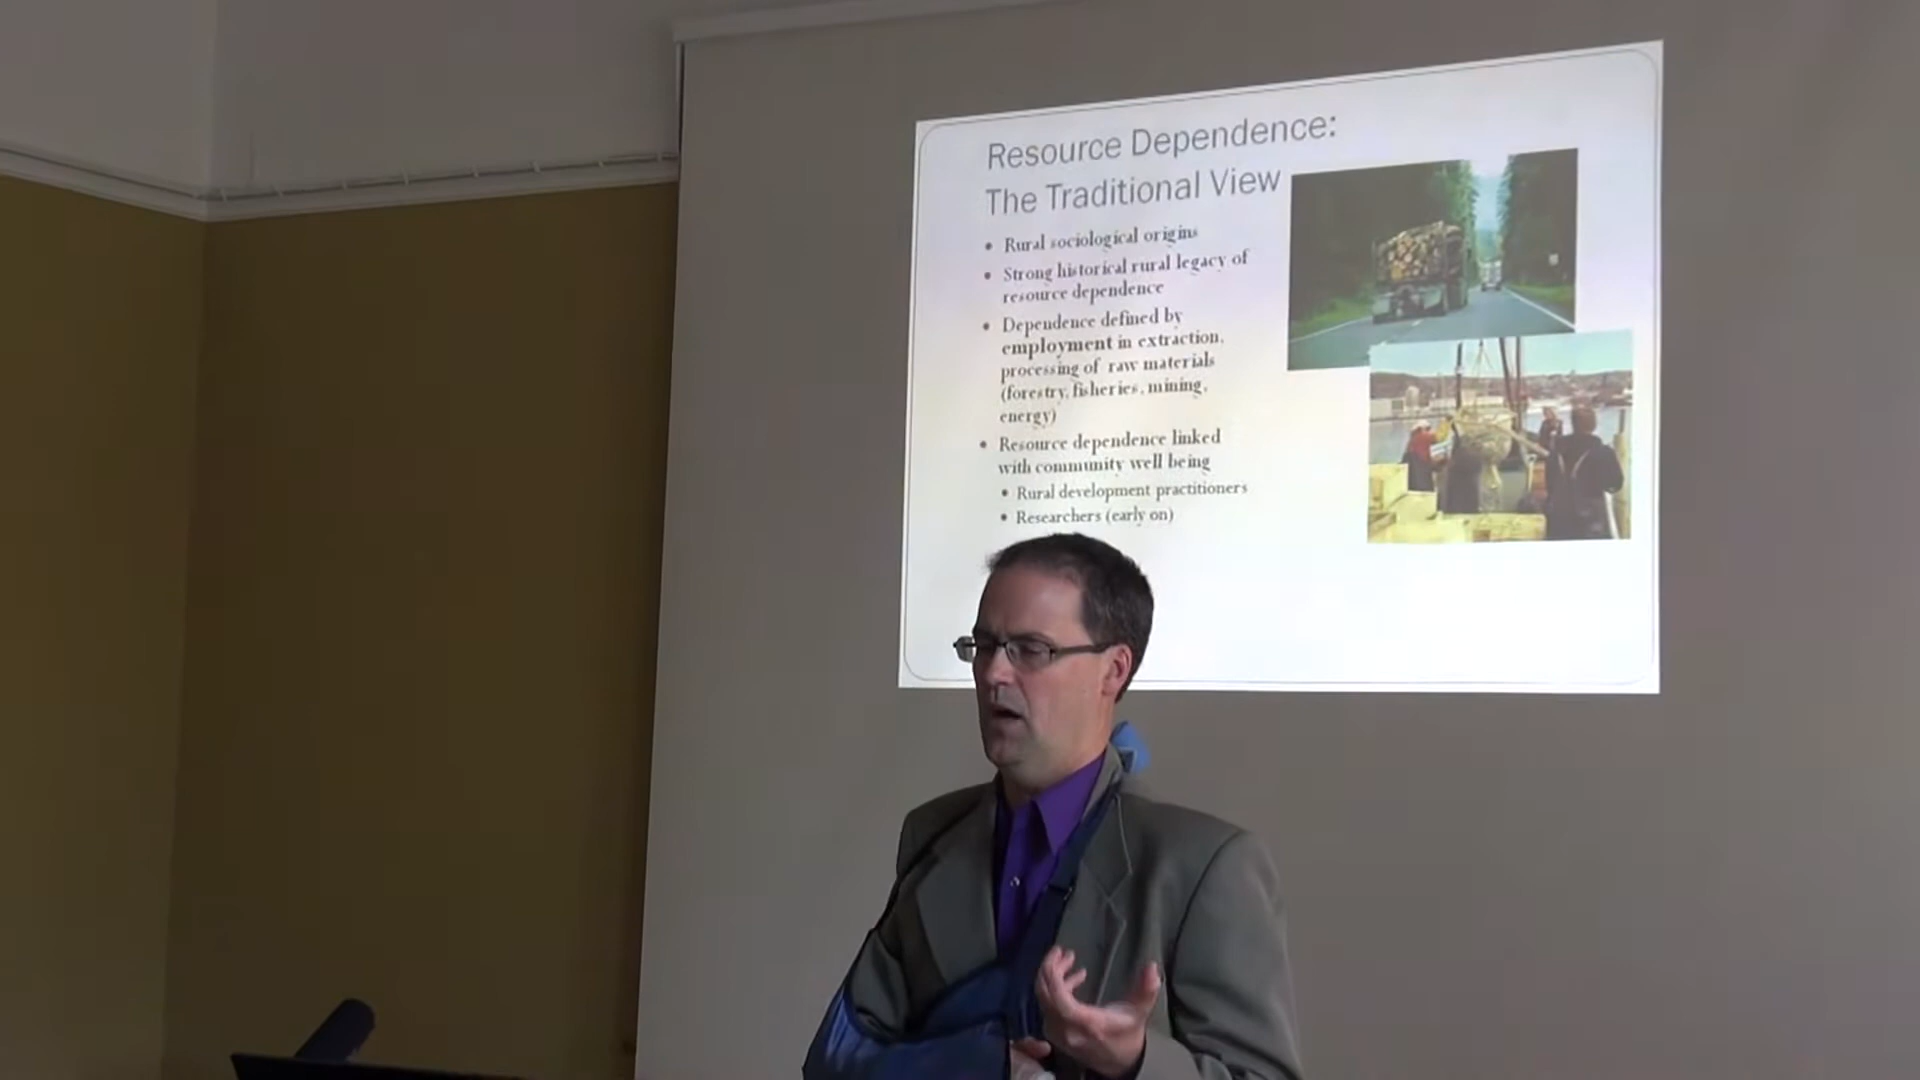 Resource Dependence:
The Traditional View
• Rural sociological origins
• Strong historical rural legacy of
resource dependence
• Dependence defined by
employment in extraction,
processing of raw materials
(forestry, fisheries, mining,
energy)
• Resource dependence linked
with community well being
• Rural development practitioners
• Researchers (early on)